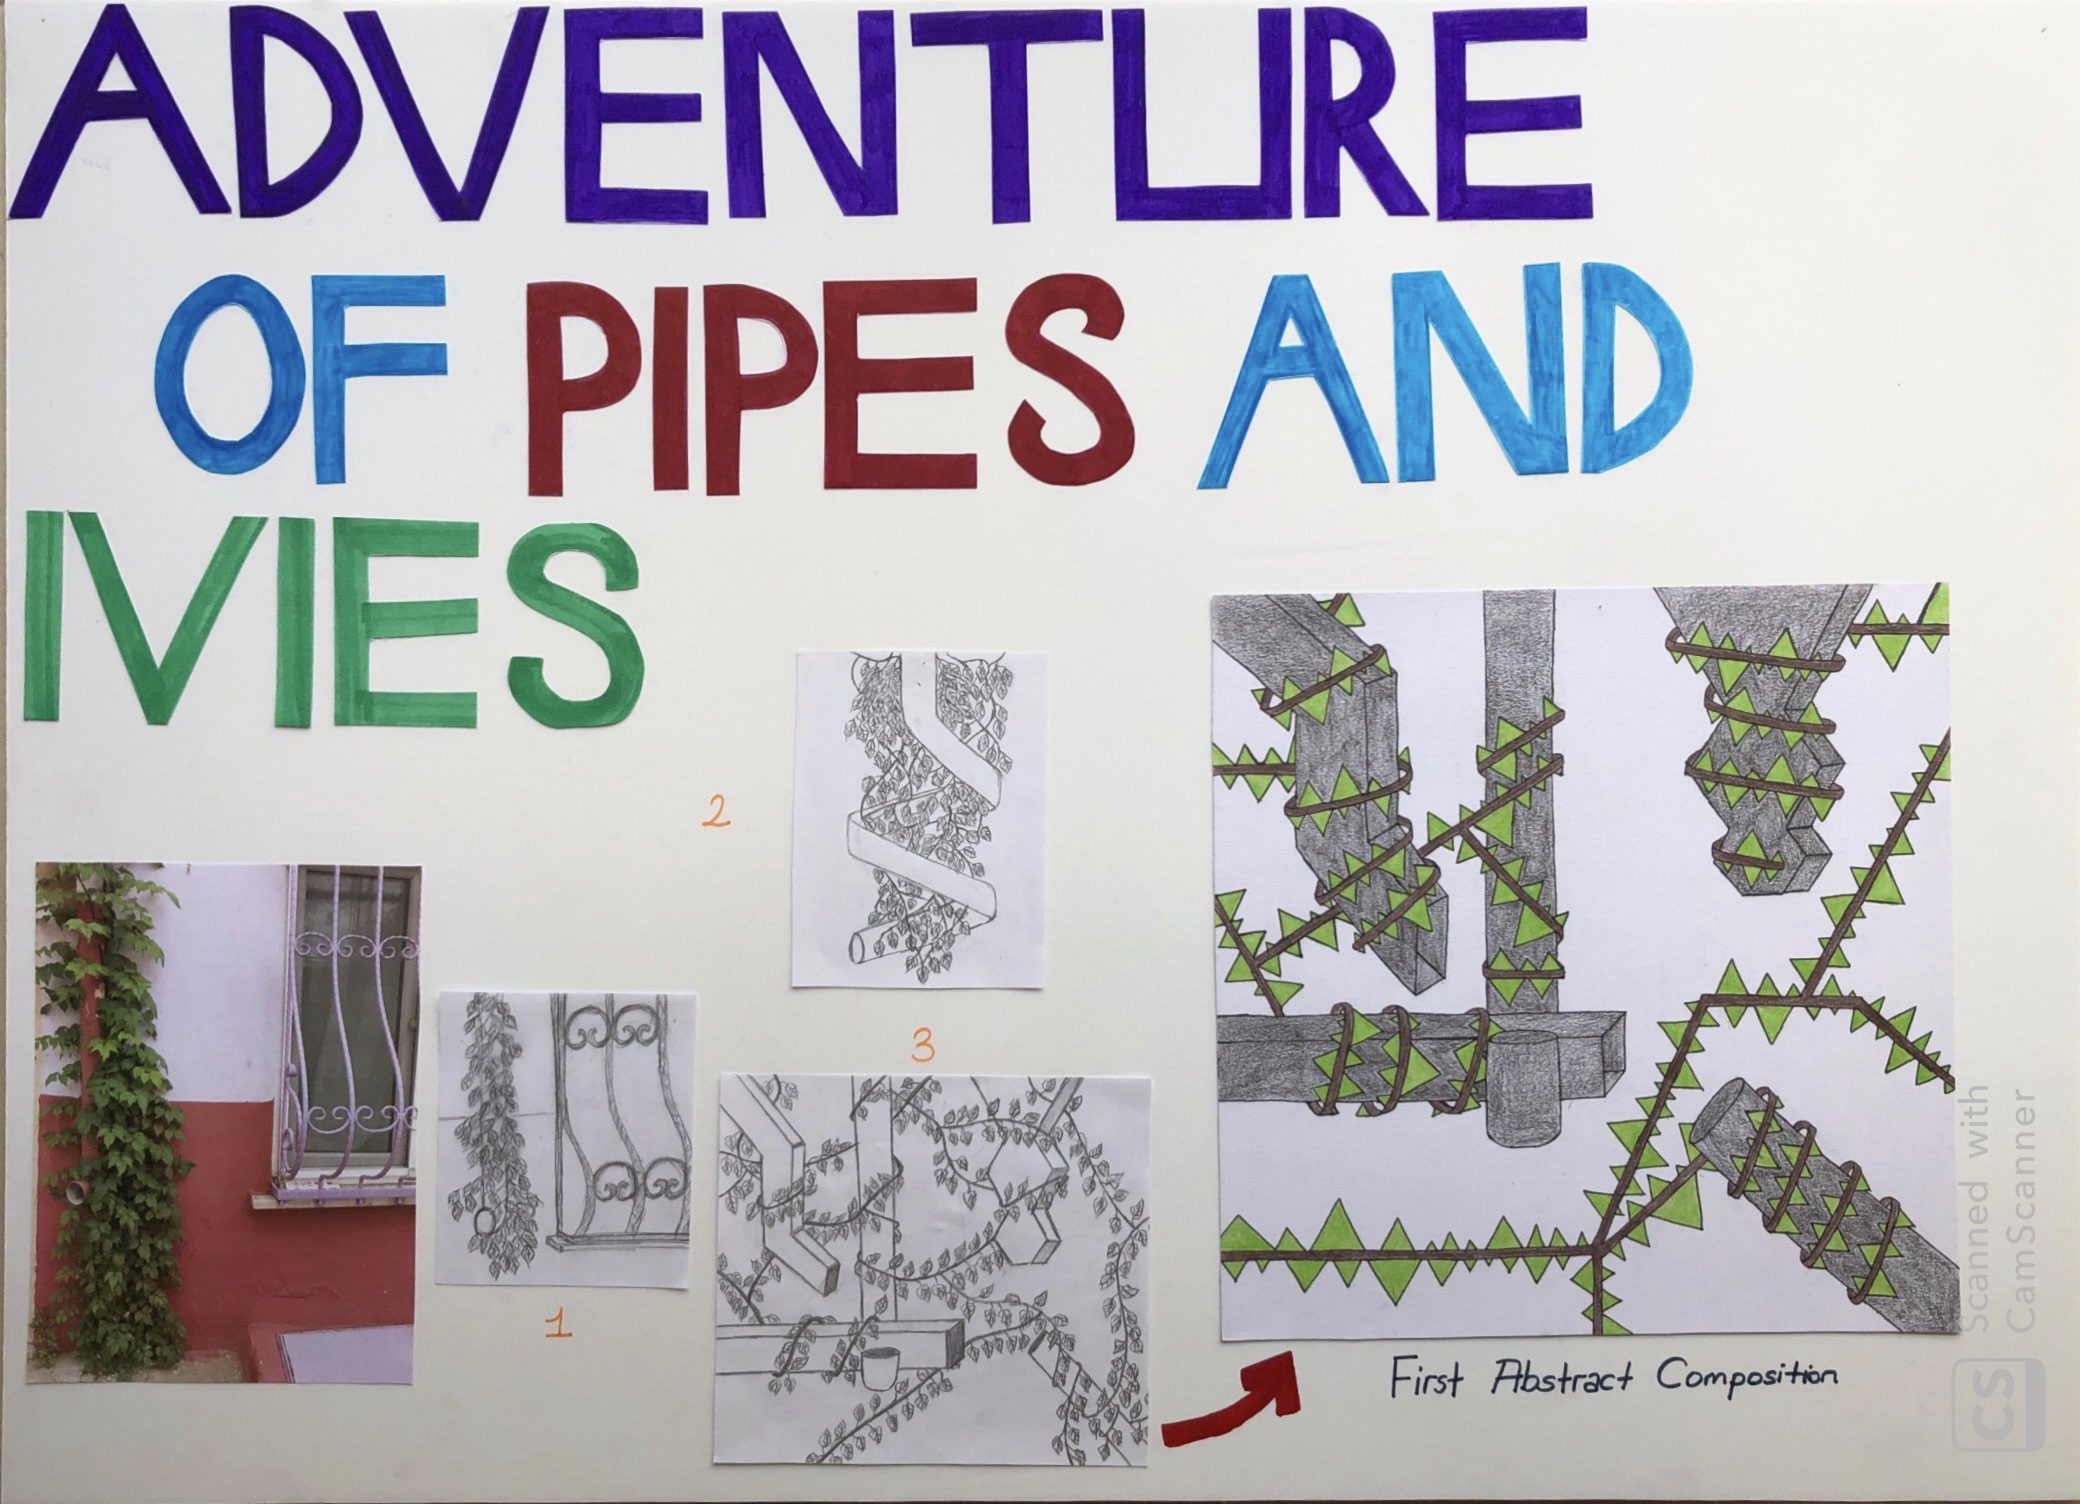 ADVENTURE
OF PIPES AND
IVIES
2
3
1
First Abstract Composition
Scanned with
CamScanner
CS